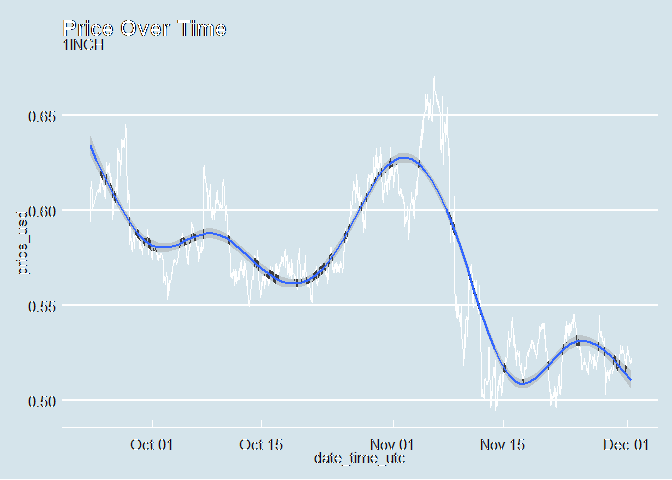 Price Over Time
1INCH
0.65
0.60
0.55
0.50
price_usd
Oct 01 Oct 15 Nov 01 Nov 15 Dec 01
date_time_utc